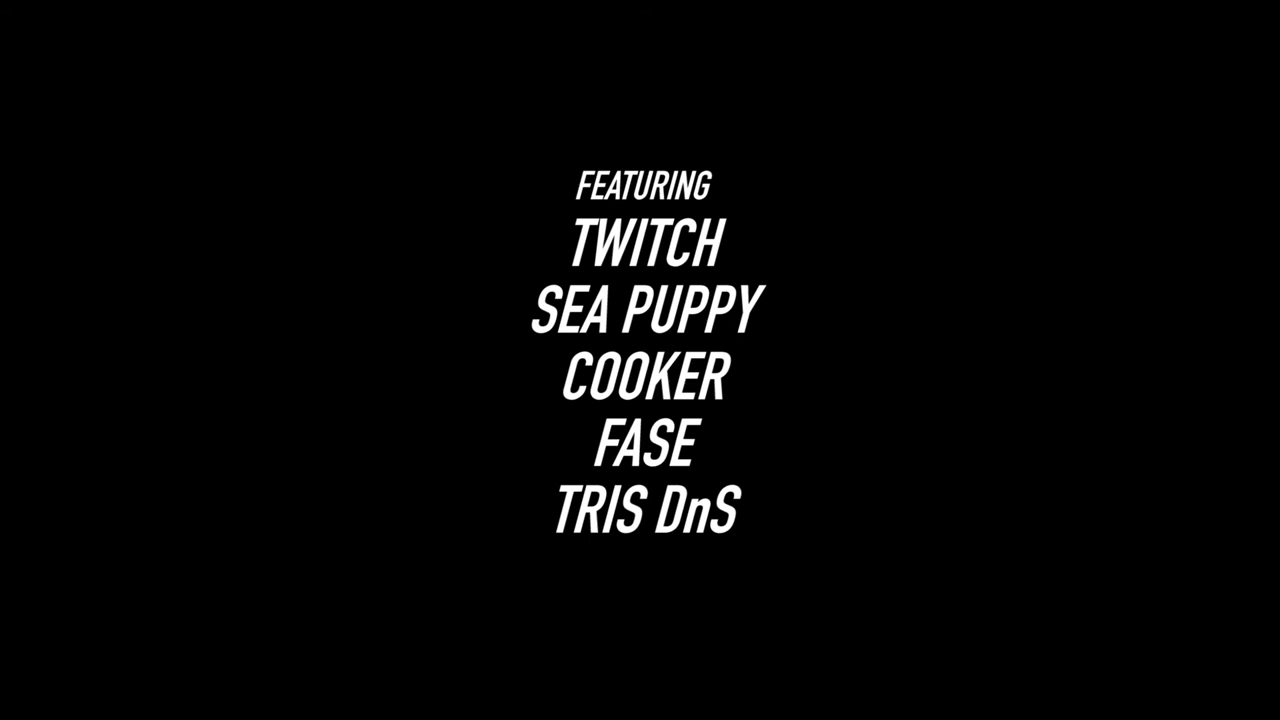 FEATURING
TWITCH
SEA PUPPY
COOKER
FASE
TRIS DnS